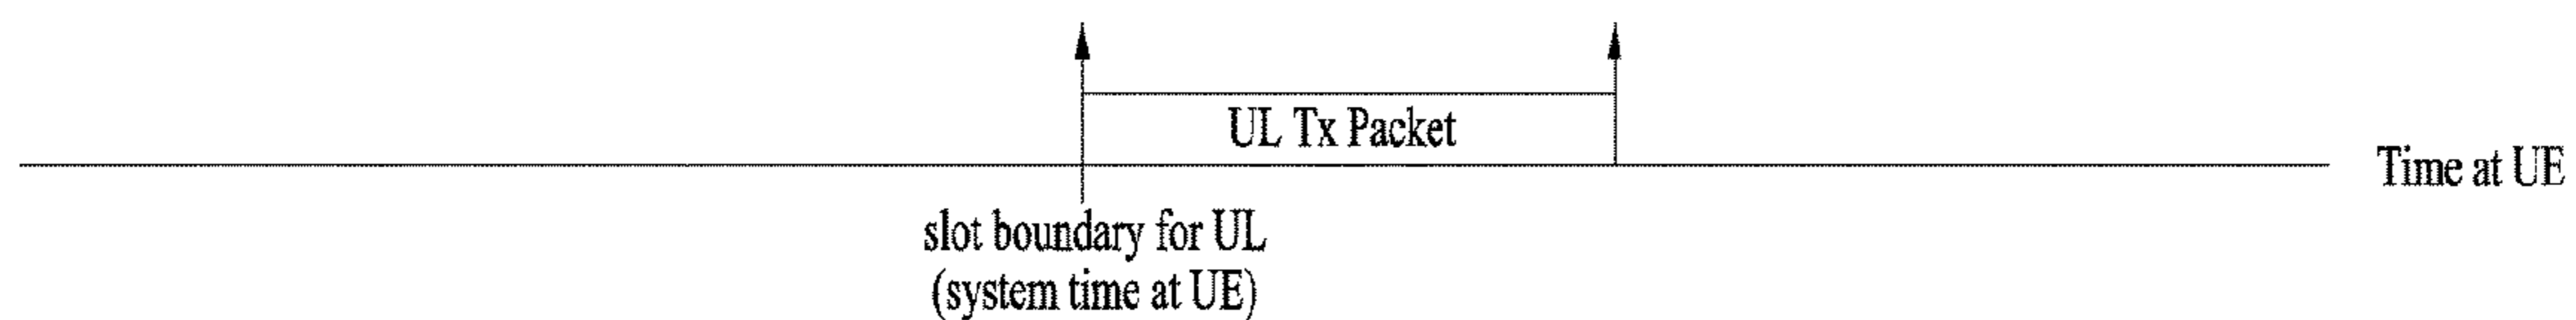 UL Tx Packet
Time at UE
slot boundary for UL
(system time at UE)